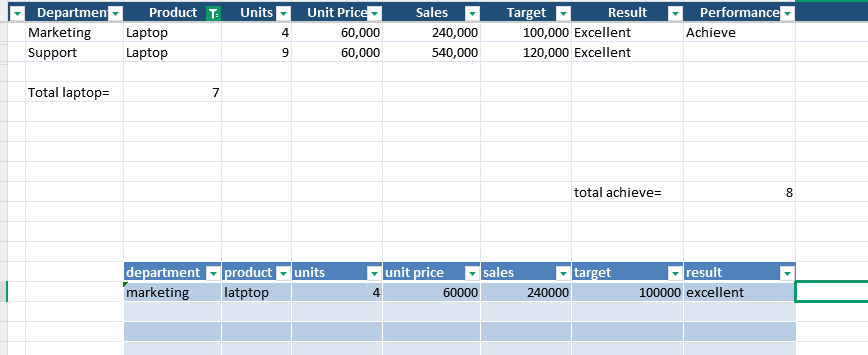 Department Product Units Unit Price Sales Target Result Performance
Marketing Laptop 4 60,000 240,000 100,000 Excellent Achieve
Support Laptop 9 60,000 540,000 120,000 Excellent
Total laptop= 7
total achieve= 8
department product units unit price sales target result
marketing latptop 4 60000 240000 100000 excellent